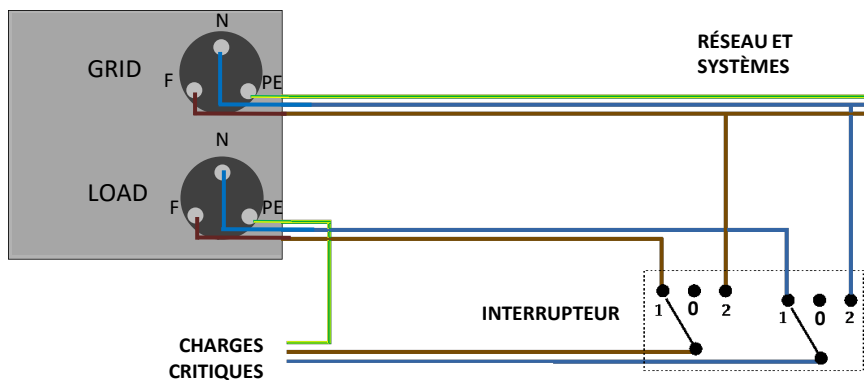 N
RÉSEAU ET
SYSTÈMES
GRID
F
PE
N
LOAD
F
PE
1
0
2
1
0
2
INTERRUPTEUR
CHARGES
CRITIQUES